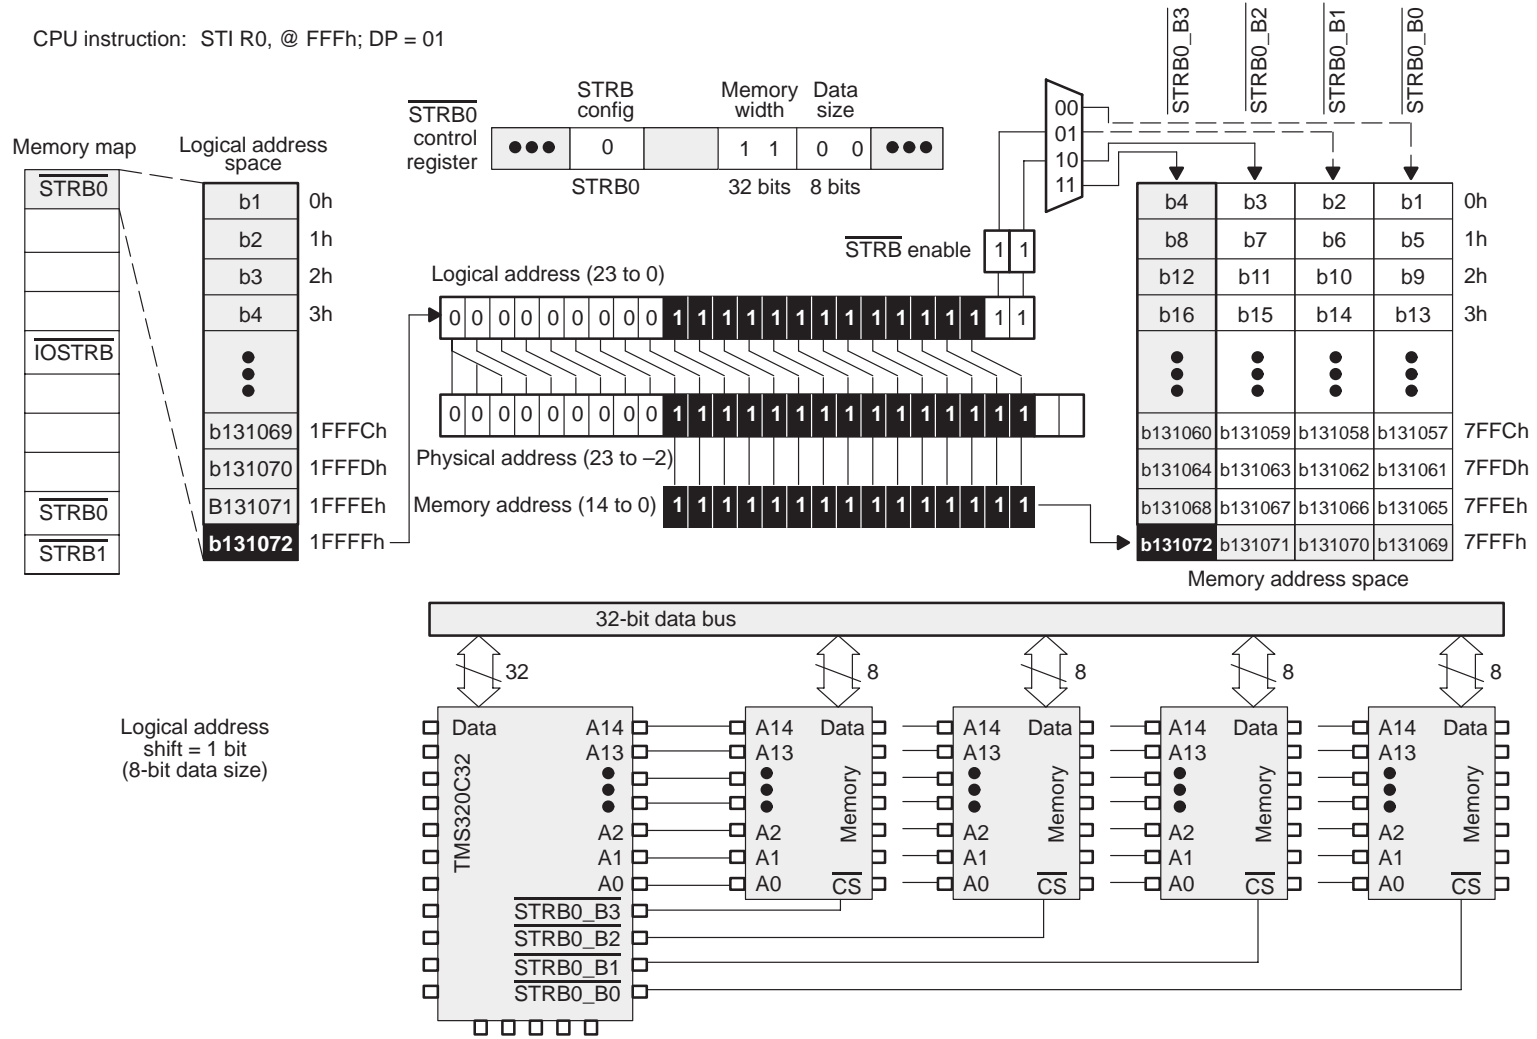 CPU instruction: STI R0, @ FFFh; DP = 01
STRB0_B3
STRB0_B2
STRB0_B1
STRB0_B0
STRB0
control
register
STRB
config
Memory
width
Data
size
●●● 0 1 1 0 0 ●●●
STRB0 32 bits 8 bits
00
01
10
11
Memory map
STRB0
IOSTRB
STRB0
STRB1
Logical address
space
b1 0h
b2 1h
b3 2h
b4 3h
b131069 1FFFCh
b131070 1FFFDh
B131071 1FFFEh
b131072 1FFFFh
STRB enable 1 1
Logical address (23 to 0)
0 0 0 0 0 0 0 0 0 1 1 1 1 1 1 1 1 1 1 1 1 1 1 1
0 0 0 0 0 0 0 0 0 1 1 1 1 1 1 1 1 1 1 1 1 1 1 1
Physical address (23 to –2)
Memory address (14 to 0) 1 1 1 1 1 1 1 1 1 1 1 1 1 1 1
b4 b3 b2 b1 0h
b8 b7 b6 b5 1h
b12 b11 b10 b9 2h
b16 b15 b14 b13 3h
b131060 b131059 b131058 b131057 7FFCh
b131064 b131063 b131062 b131061 7FFDh
b131068 b131067 b131066 b131065 7FFEh
b131072 b131071 b131070 b131069 7FFFh
Memory address space
32-bit data bus
32
8
8
8
8
Logical address
shift = 1 bit
(8-bit data size)
TMS320C32
Data
A14
A13
A2
A1
A0
STRB0_B3
STRB0_B2
STRB0_B1
STRB0_B0
A14 Data
A13
Memory
A2
A1
A0 CS
A14 Data
A13
Memory
A2
A1
A0 CS
A14 Data
A13
Memory
A2
A1
A0 CS
A14 Data
A13
Memory
A2
A1
A0 CS